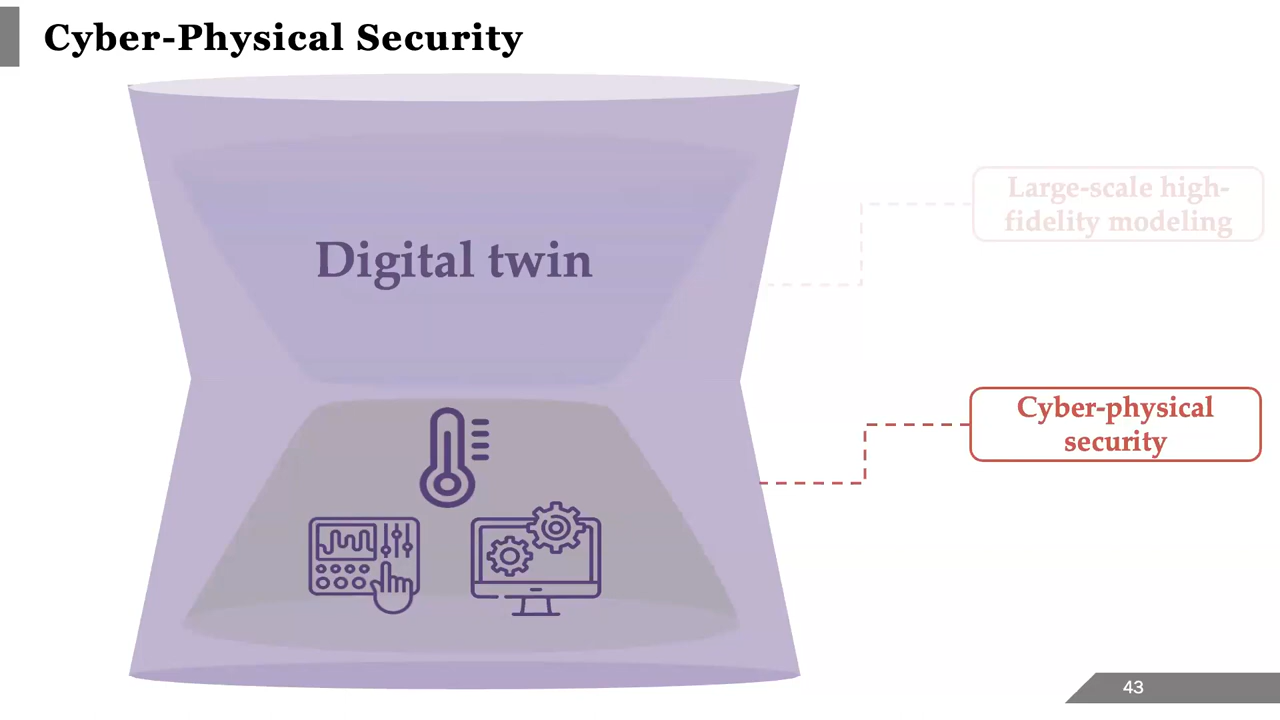 Cyber-Physical Security
Digital twin
Large-scale high-
fidelity modeling
Cyber-physical
security
43